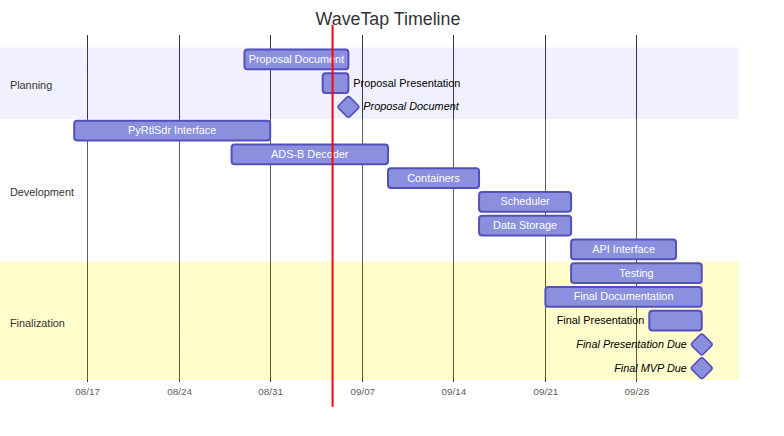 WaveTap Timeline
Planning
Proposal Document
Proposal Presentation
Proposal Document
Development
PyRtlSdr Interface
ADS-B Decoder
Containers
Scheduler
Data Storage
API Interface
Finalization
Testing
Final Documentation
Final Presentation
Final Presentation Due
Final MVP Due
08/17 08/24 08/31 09/07 09/14 09/21 09/28